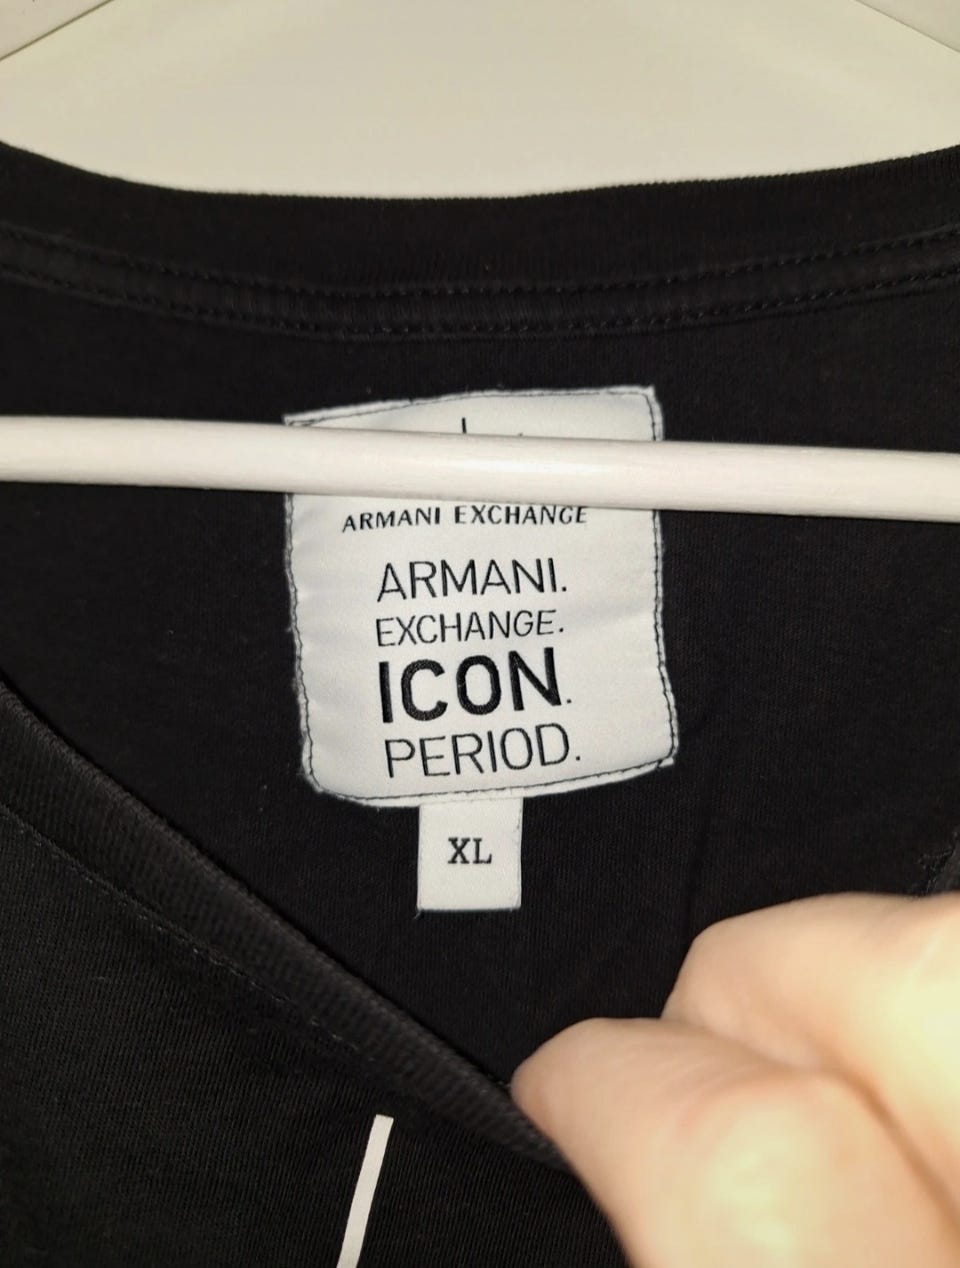 ARMANI EXCHANGE
ARMANI.
EXCHANGE.
ICON.
PERIOD.
XL